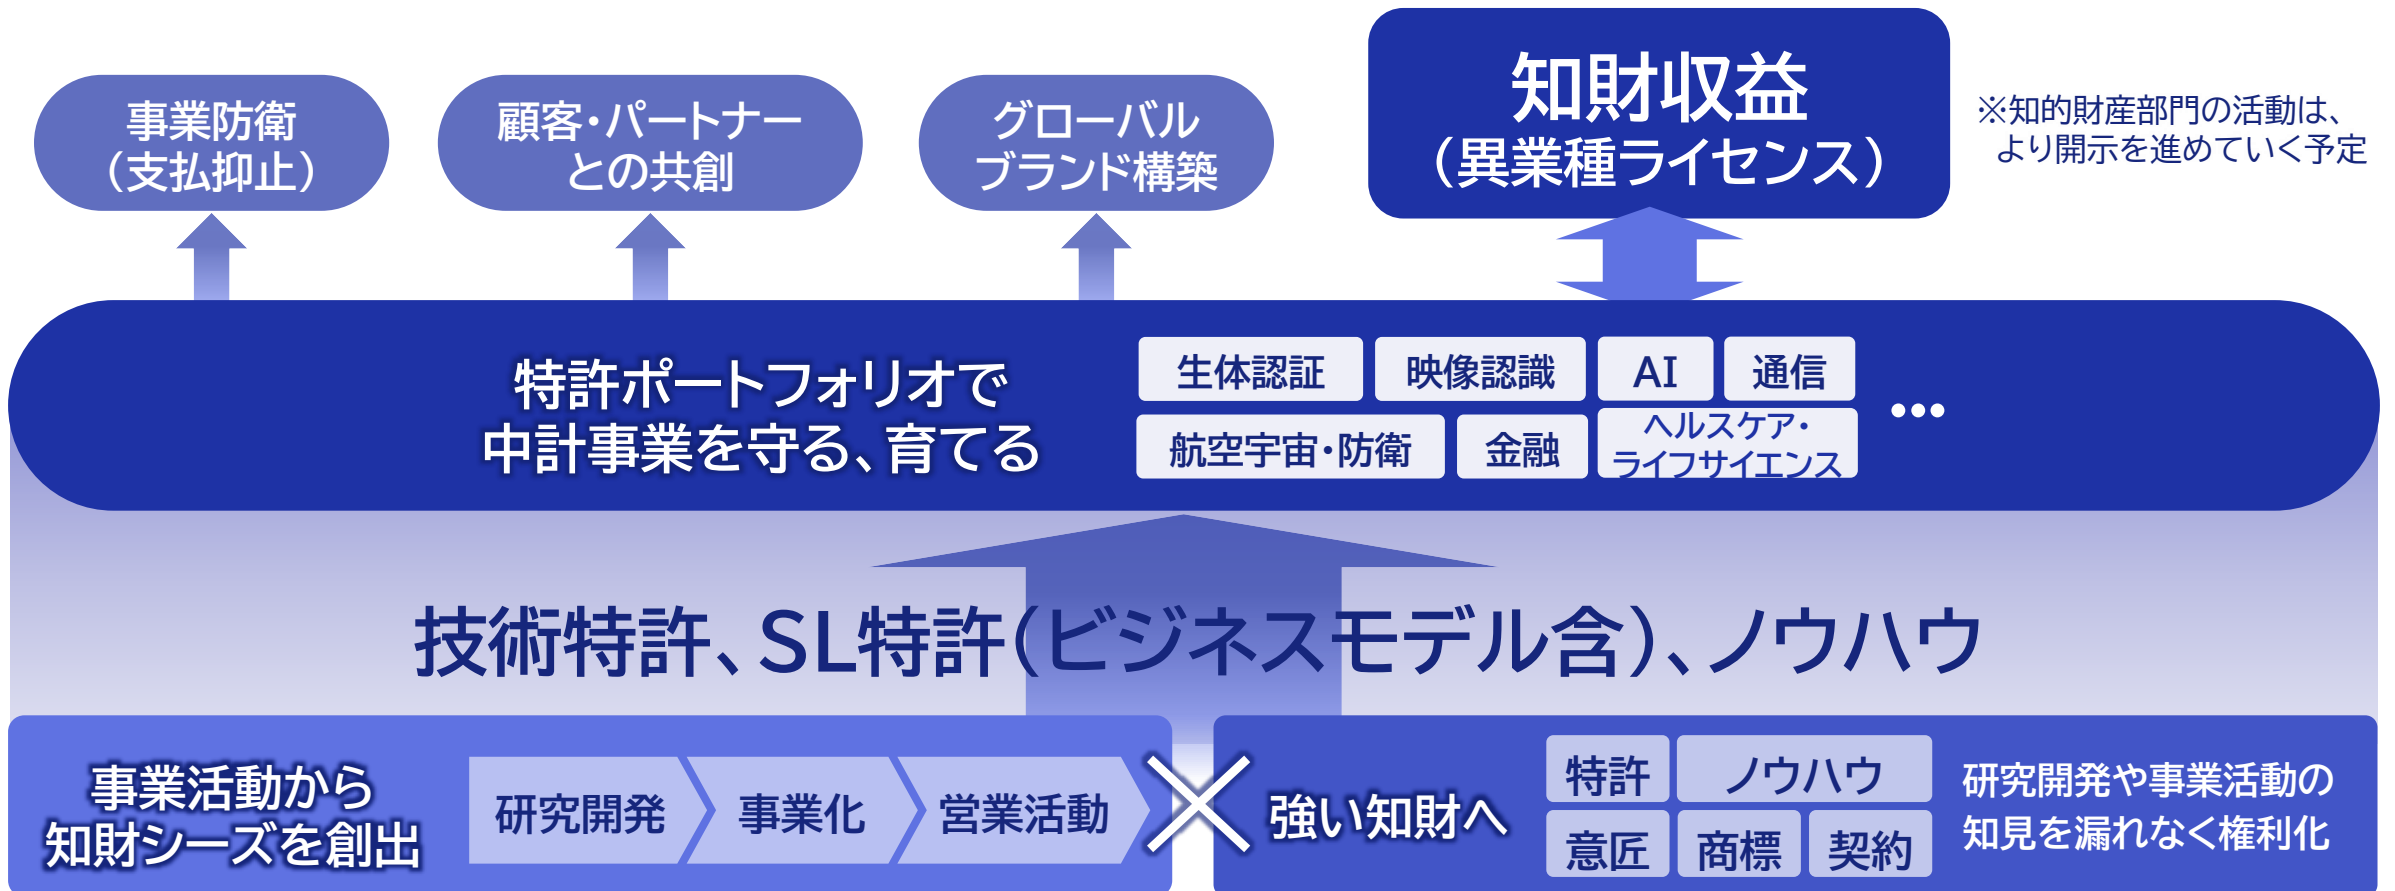 事業防衛
（支払抑止）
顧客・パートナー
との共創
グローバル
ブランド構築
知財収益
（異業種ライセンス）
※知的財産部門の活動は、
より開示を進めていく予定
特許ポートフォリオで
中計事業を守る、育てる
生体認証
映像認識
AI
通信
航空宇宙・防衛
金融
ヘルスケア・
ライフサイエンス
…
技術特許、SL特許（ビジネスモデル含）、ノウハウ
事業活動から
知財シーズを創出
研究開発
事業化
営業活動
強い知財へ
特許
ノウハウ
意匠
商標
契約
研究開発や事業活動の
知見を漏れなく権利化